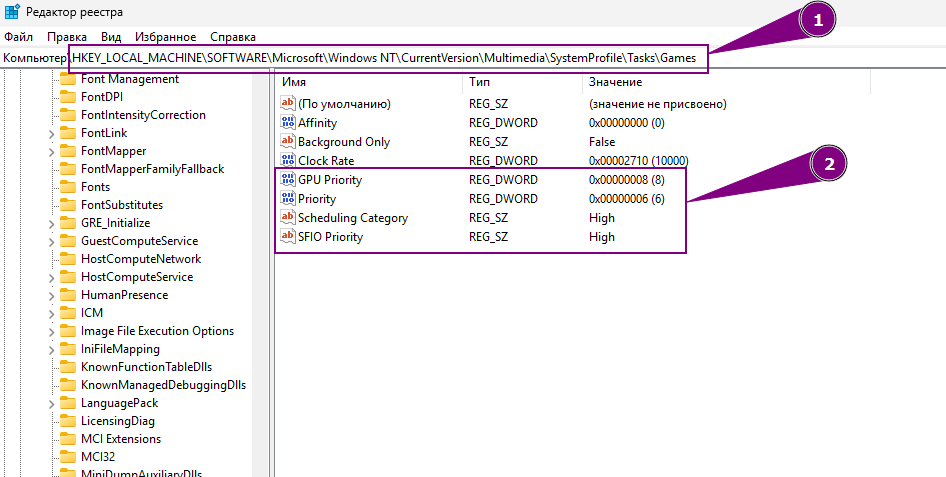 Редактор реестра
1
Файл Правка Вид Избранное Справка
Компьютер\HKEY_LOCAL_MACHINE\SOFTWARE\Microsoft\Windows NT\CurrentVersion\Multimedia\SystemProfile\Tasks\Games
Font Management
FontDPI
FontIntensityCorrection
FontLink
FontMapper
FontMapperFamilyFallback
Fonts
FontSubstitutes
GRE_Initialize
GuestComputeService
HostComputeNetwork
HostComputeService
HumanPresence
ICM
Image File Execution Options
IniFileMapping
KnownFunctionTableDlls
KnownManagedDebuggingDlls
LanguagePack
LicensingDiag
MCI Extensions
MCI32
MiniDumpAuxiliaryDlls
Имя Тип Значение
(По умолчанию) REG_SZ (значение не присвоено)
Affinity REG_DWORD 0x00000000 (0)
Background Only REG_SZ False
Clock Rate REG_DWORD 0x00002710 (10000)
GPU Priority REG_DWORD 0x00000008 (8)
Priority REG_DWORD 0x00000006 (6)
Scheduling Category REG_SZ High
SFIO Priority REG_SZ High
2